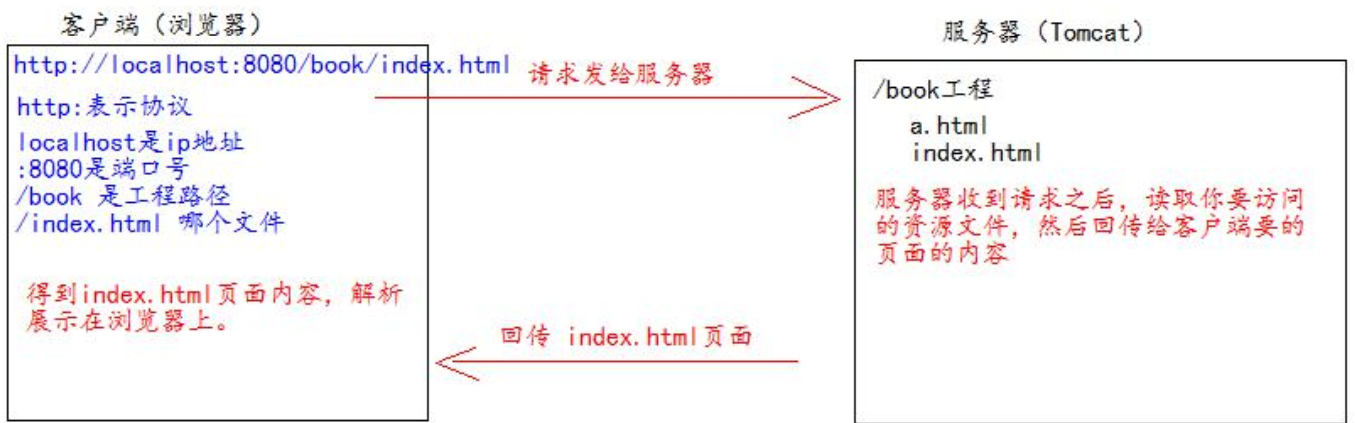 客户端（浏览器）
http://localhost:8080/book/index.html
http:表示协议
localhost是ip地址
:8080是端口号
/book 是工程路径
/index.html 哪个文件
得到index.html页面内容，解析
展示在浏览器上。
请求发给服务器
回传 index.html页面
服务器（Tomcat）
/book工程
a.html
index.html
服务器收到请求之后，读取你要访问
的资源文件，然后回传给客户端要的
页面的内容